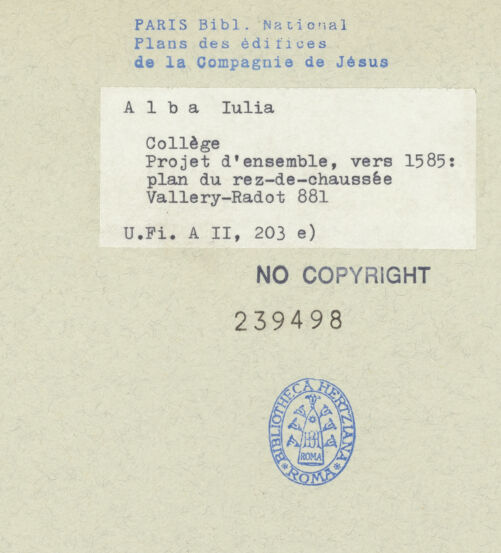 PARIS Bibl. National
Plans des édifices
de la Compagnie de Jésus
Alba Iulia
Collège
Projet d'ensemble, vers 1585:
plan du rez-de-chaussée
Vallery-Radot 881
U.Fi. A II, 203 e)
NO COPYRIGHT
239498
BIBLIOTHECA HERTZIANA
ROMA
ROMA